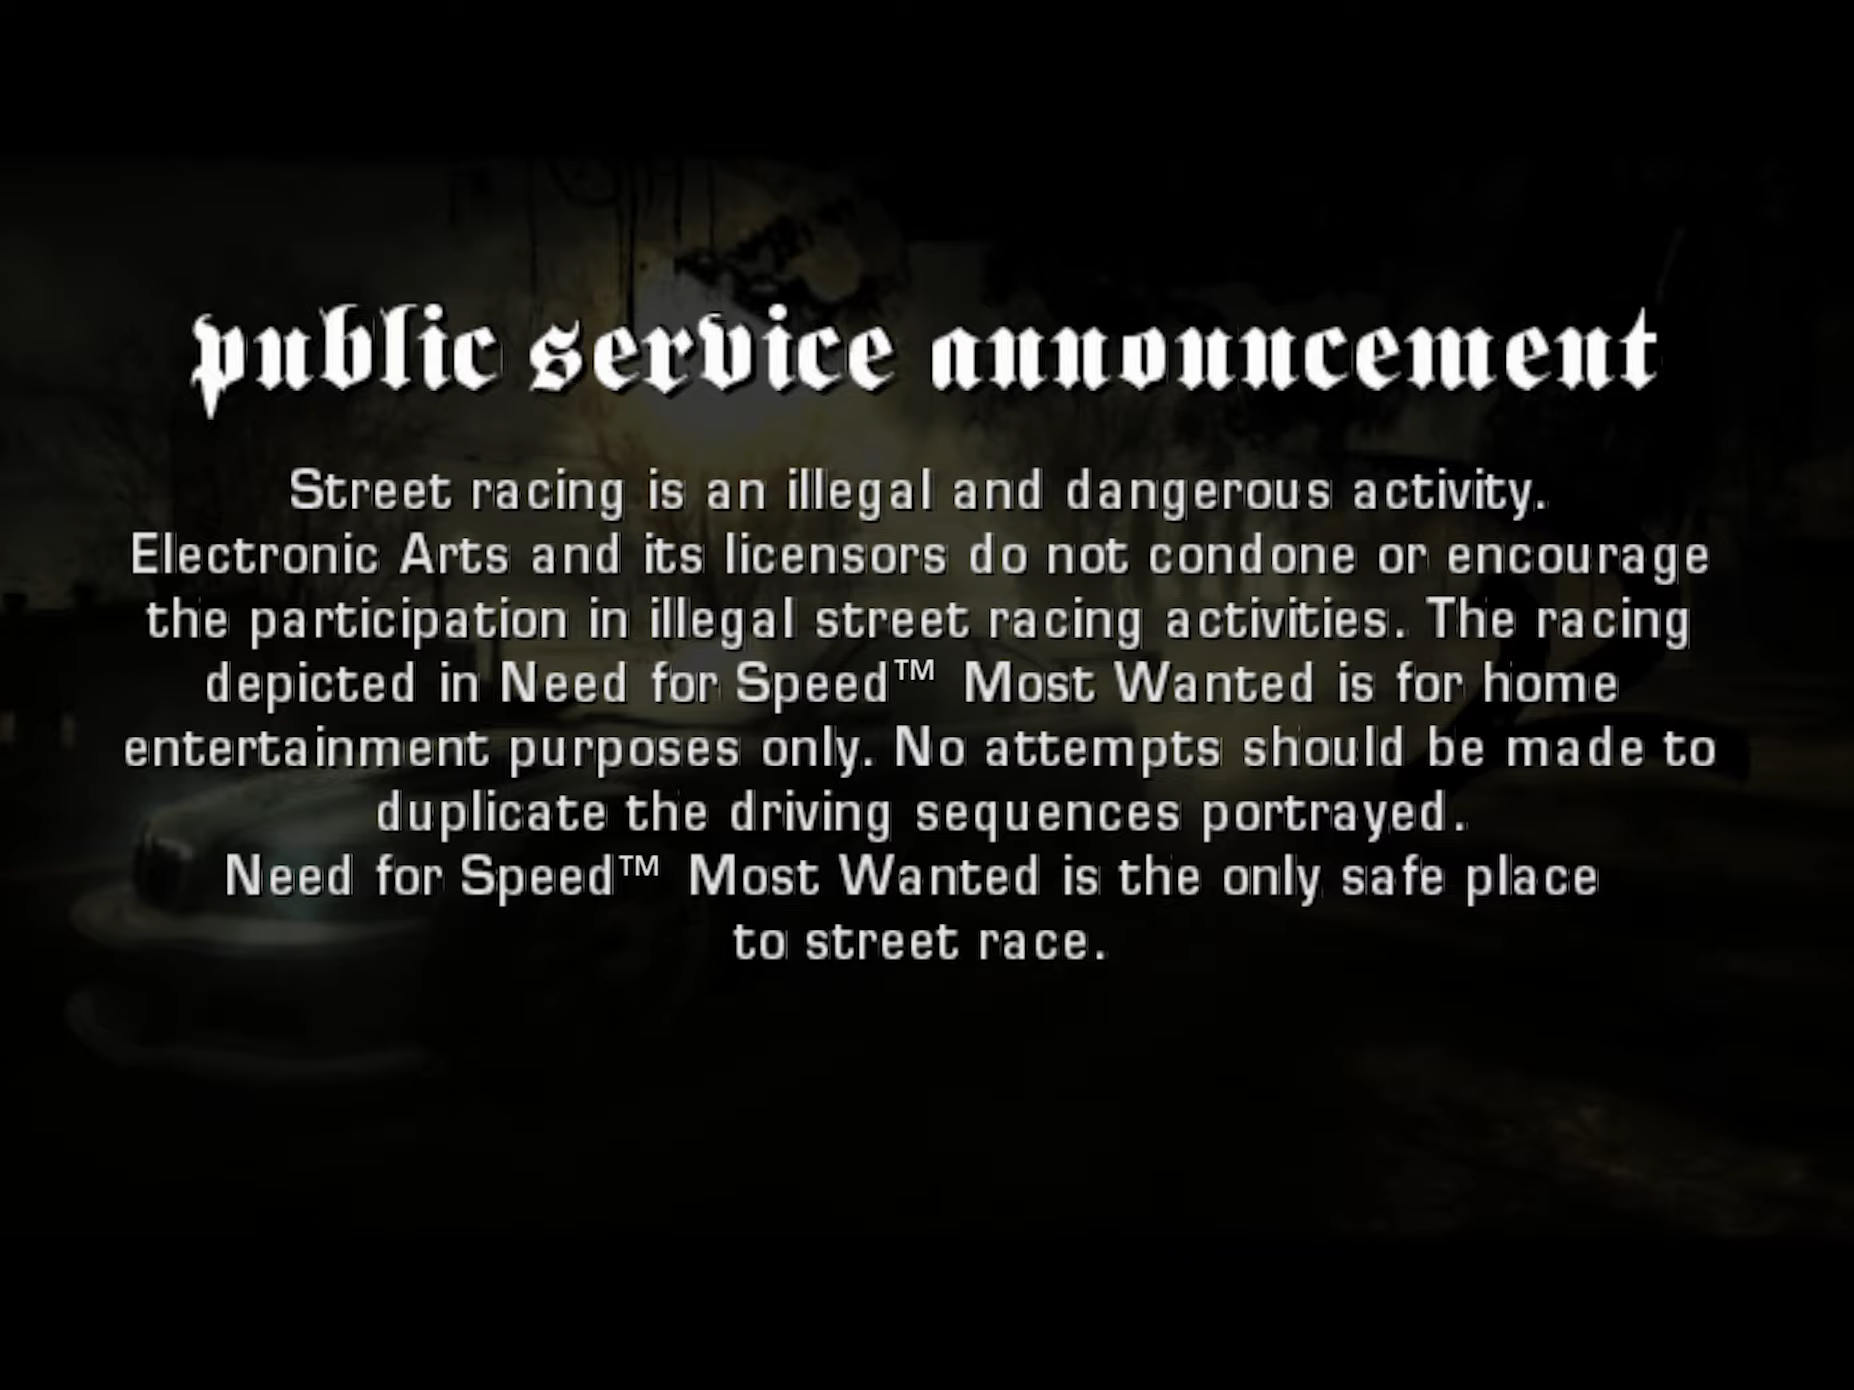 public service announcement
Street racing is an illegal and dangerous activity.
Electronic Arts and its licensors do not condone or encourage
the participation in illegal street racing activities. The racing
depicted in Need for Speed™ Most Wanted is for home
entertainment purposes only. No attempts should be made to
duplicate the driving sequences portrayed.
Need for Speed™ Most Wanted is the only safe place
to street race.